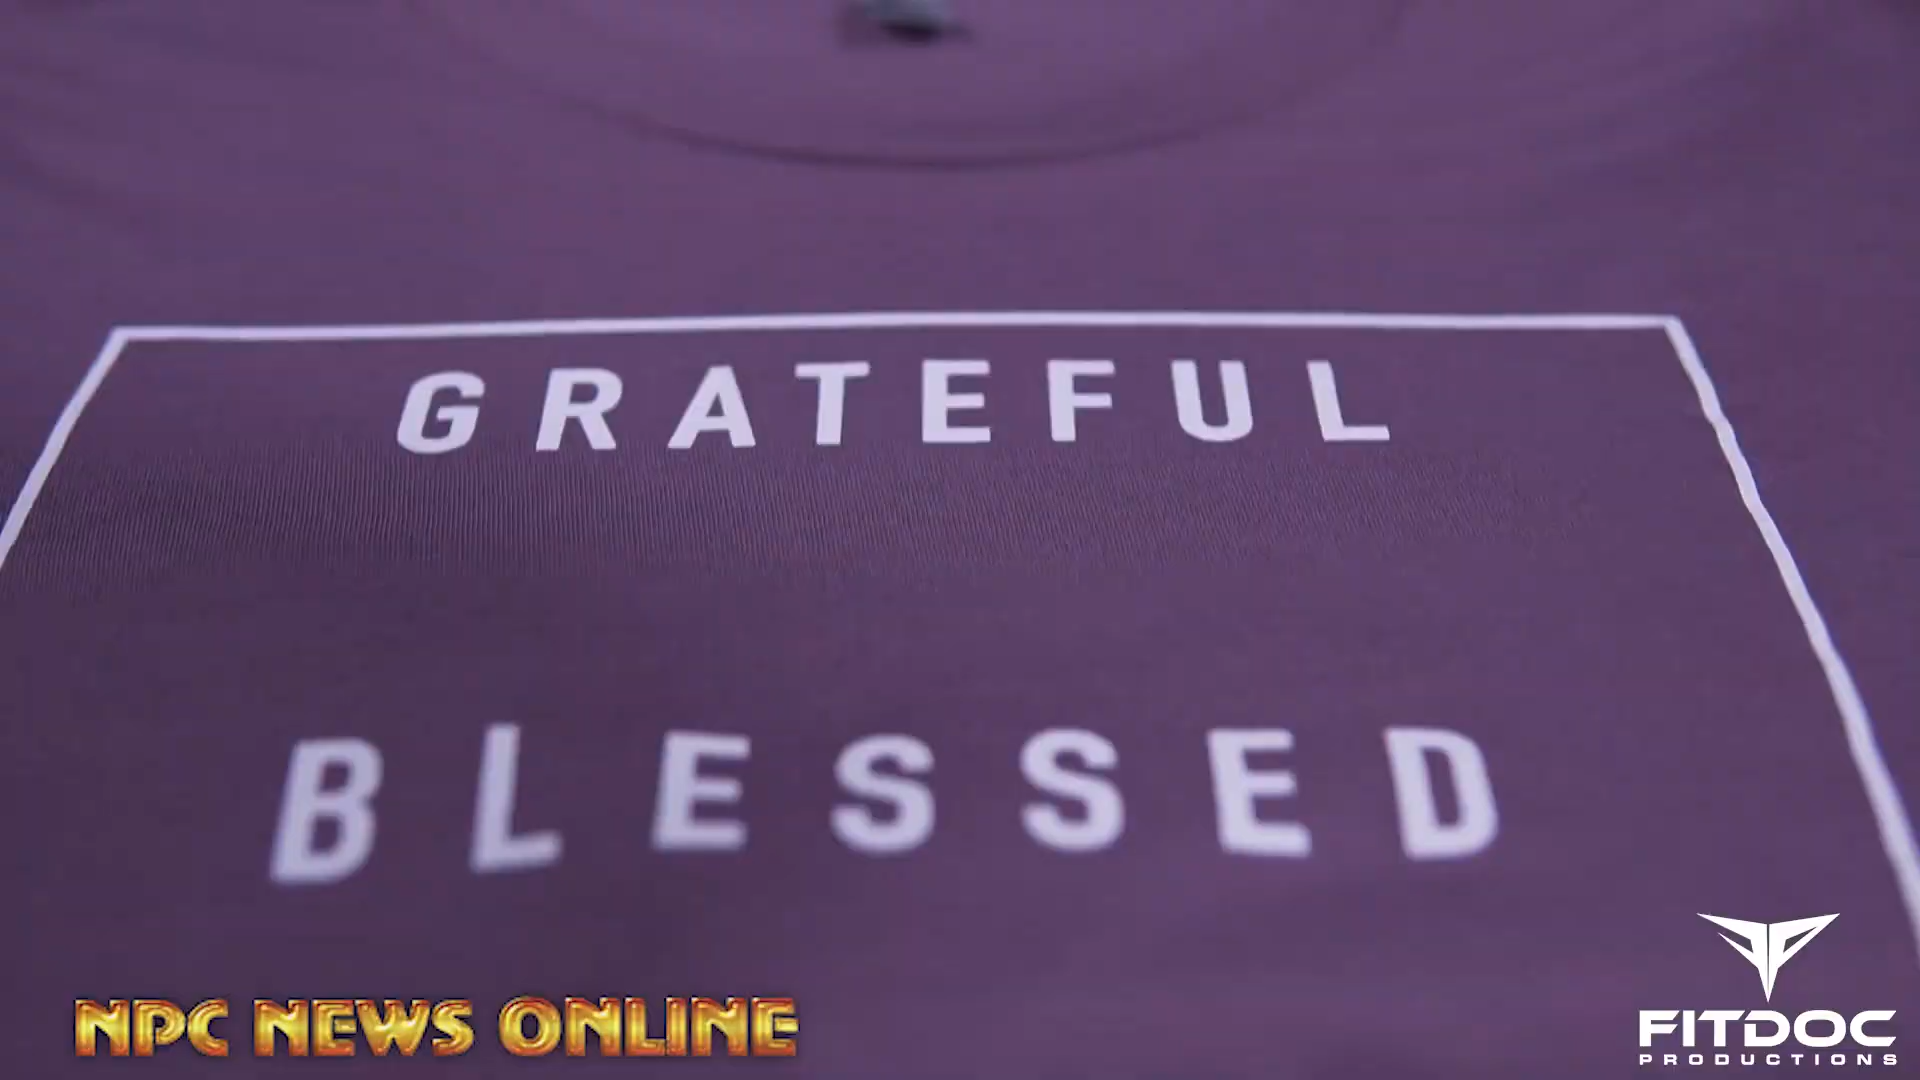 GRATEFUL
BLESSED
NPC NEWS ONLINE
FITDOC
PRODUCTIONS